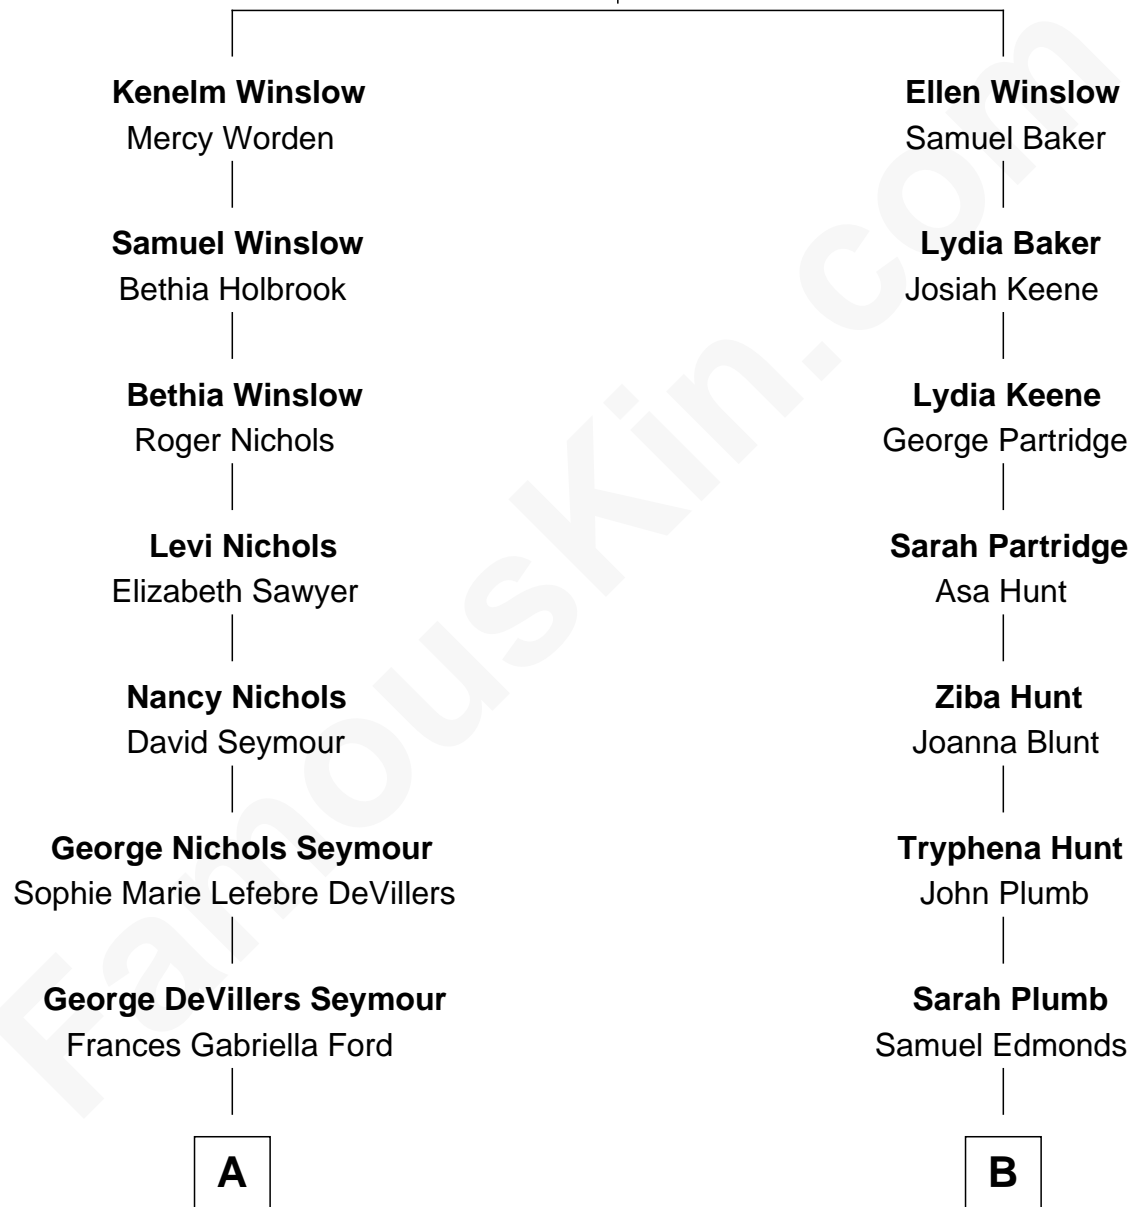 Kenelm Winslow
Mercy Worden
Samuel Winslow
Bethia Holbrook
Bethia Winslow
Roger Nichols
Levi Nichols
Elizabeth Sawyer
Nancy Nichols
David Seymour
George Nichols Seymour
Sophie Marie Lefebre DeVillers
George DeVillers Seymour
Frances Gabriella Ford
A
Ellen Winslow
Samuel Baker
Lydia Baker
Josiah Keene
Lydia Keene
George Partridge
Sarah Partridge
Asa Hunt
Ziba Hunt
Joanna Blunt
Tryphena Hunt
John Plumb
Sarah Plumb
Samuel Edmonds
B
FamousKin.com